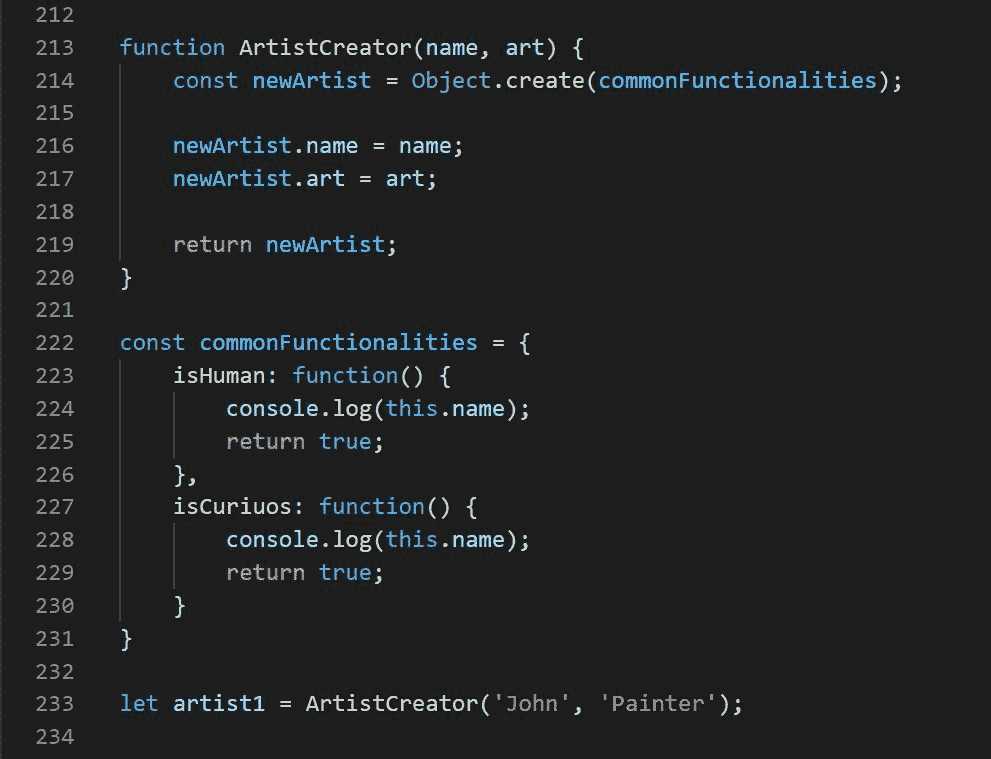 212
213 function ArtistCreator(name, art) {
214     const newArtist = Object.create(commonFunctionalities);
215
216     newArtist.name = name;
217     newArtist.art = art;
218
219     return newArtist;
220 }
221
222 const commonFunctionalities = {
223     isHuman: function() {
224         console.log(this.name);
225         return true;
226     },
227     isCuriuos: function() {
228         console.log(this.name);
229         return true;
230     }
231 }
232
233 let artist1 = ArtistCreator('John', 'Painter');
234